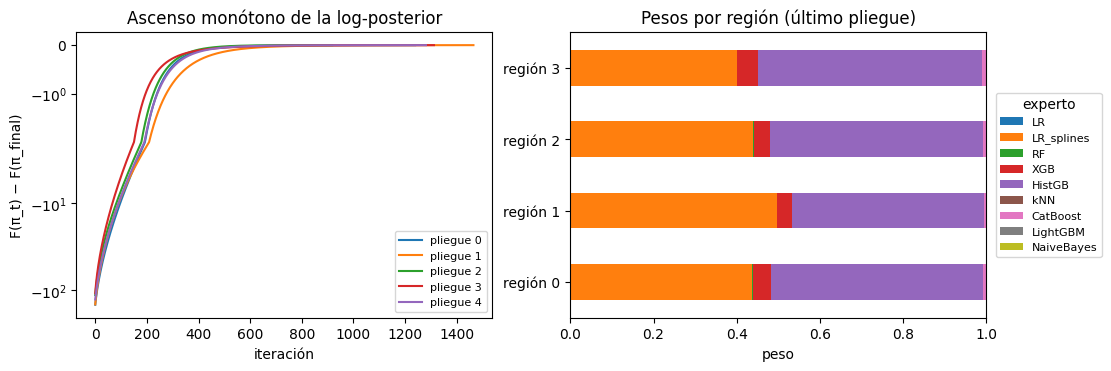 Ascenso monótono de la log-posterior
F(π_t) − F(π_final)
0
−10⁰
−10¹
−10²
0
200
400
600
800
1000
1200
1400
iteración
pliegue 0
pliegue 1
pliegue 2
pliegue 3
pliegue 4
Pesos por región (último pliegue)
región 3
región 2
región 1
región 0
0.0
0.2
0.4
0.6
0.8
1.0
peso
experto
LR
LR_splines
RF
XGB
HistGB
kNN
CatBoost
LightGBM
NaiveBayes